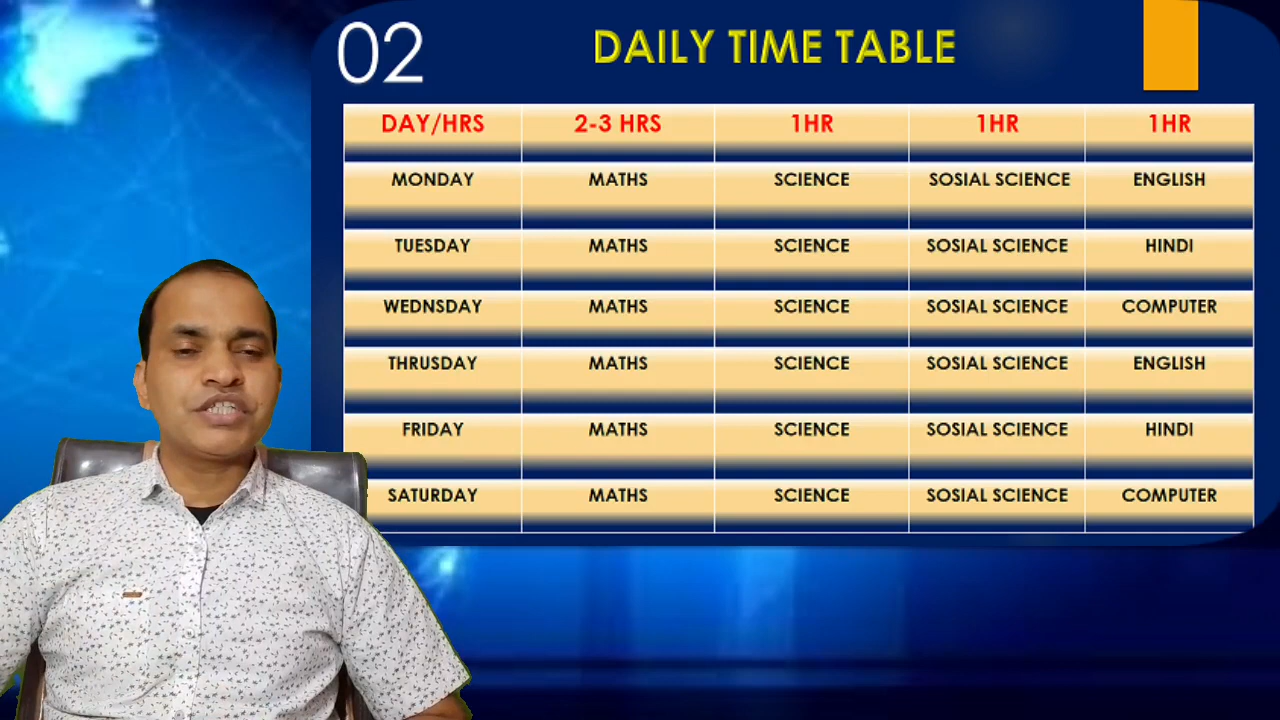 02
DAILY TIME TABLE
DAY/HRS 2-3 HRS 1HR 1HR 1HR
MONDAY MATHS SCIENCE SOSIAL SCIENCE ENGLISH
TUESDAY MATHS SCIENCE SOSIAL SCIENCE HINDI
WEDNSDAY MATHS SCIENCE SOSIAL SCIENCE COMPUTER
THRUSDAY MATHS SCIENCE SOSIAL SCIENCE ENGLISH
FRIDAY MATHS SCIENCE SOSIAL SCIENCE HINDI
SATURDAY MATHS SCIENCE SOSIAL SCIENCE COMPUTER